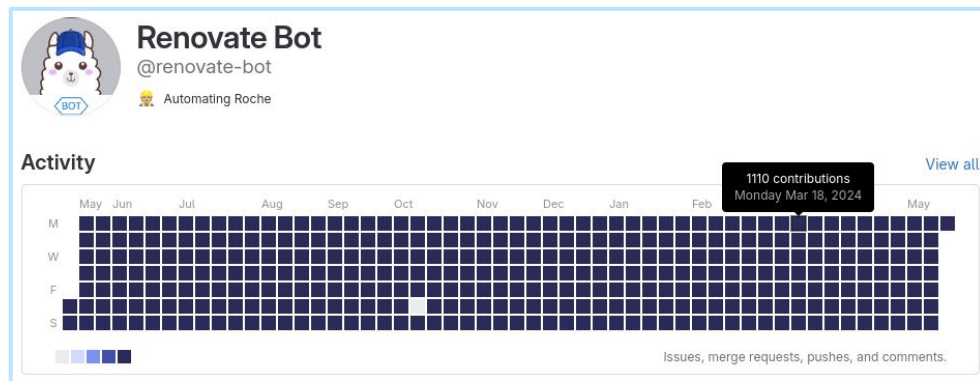 Renovate Bot
@renovate-bot
BOT
Automating Roche
Activity
View all
1110 contributions
Monday Mar 18, 2024
May Jun Jul Aug Sep Oct Nov Dec Jan Feb May
M
W
F
S
Issues, merge requests, pushes, and comments.